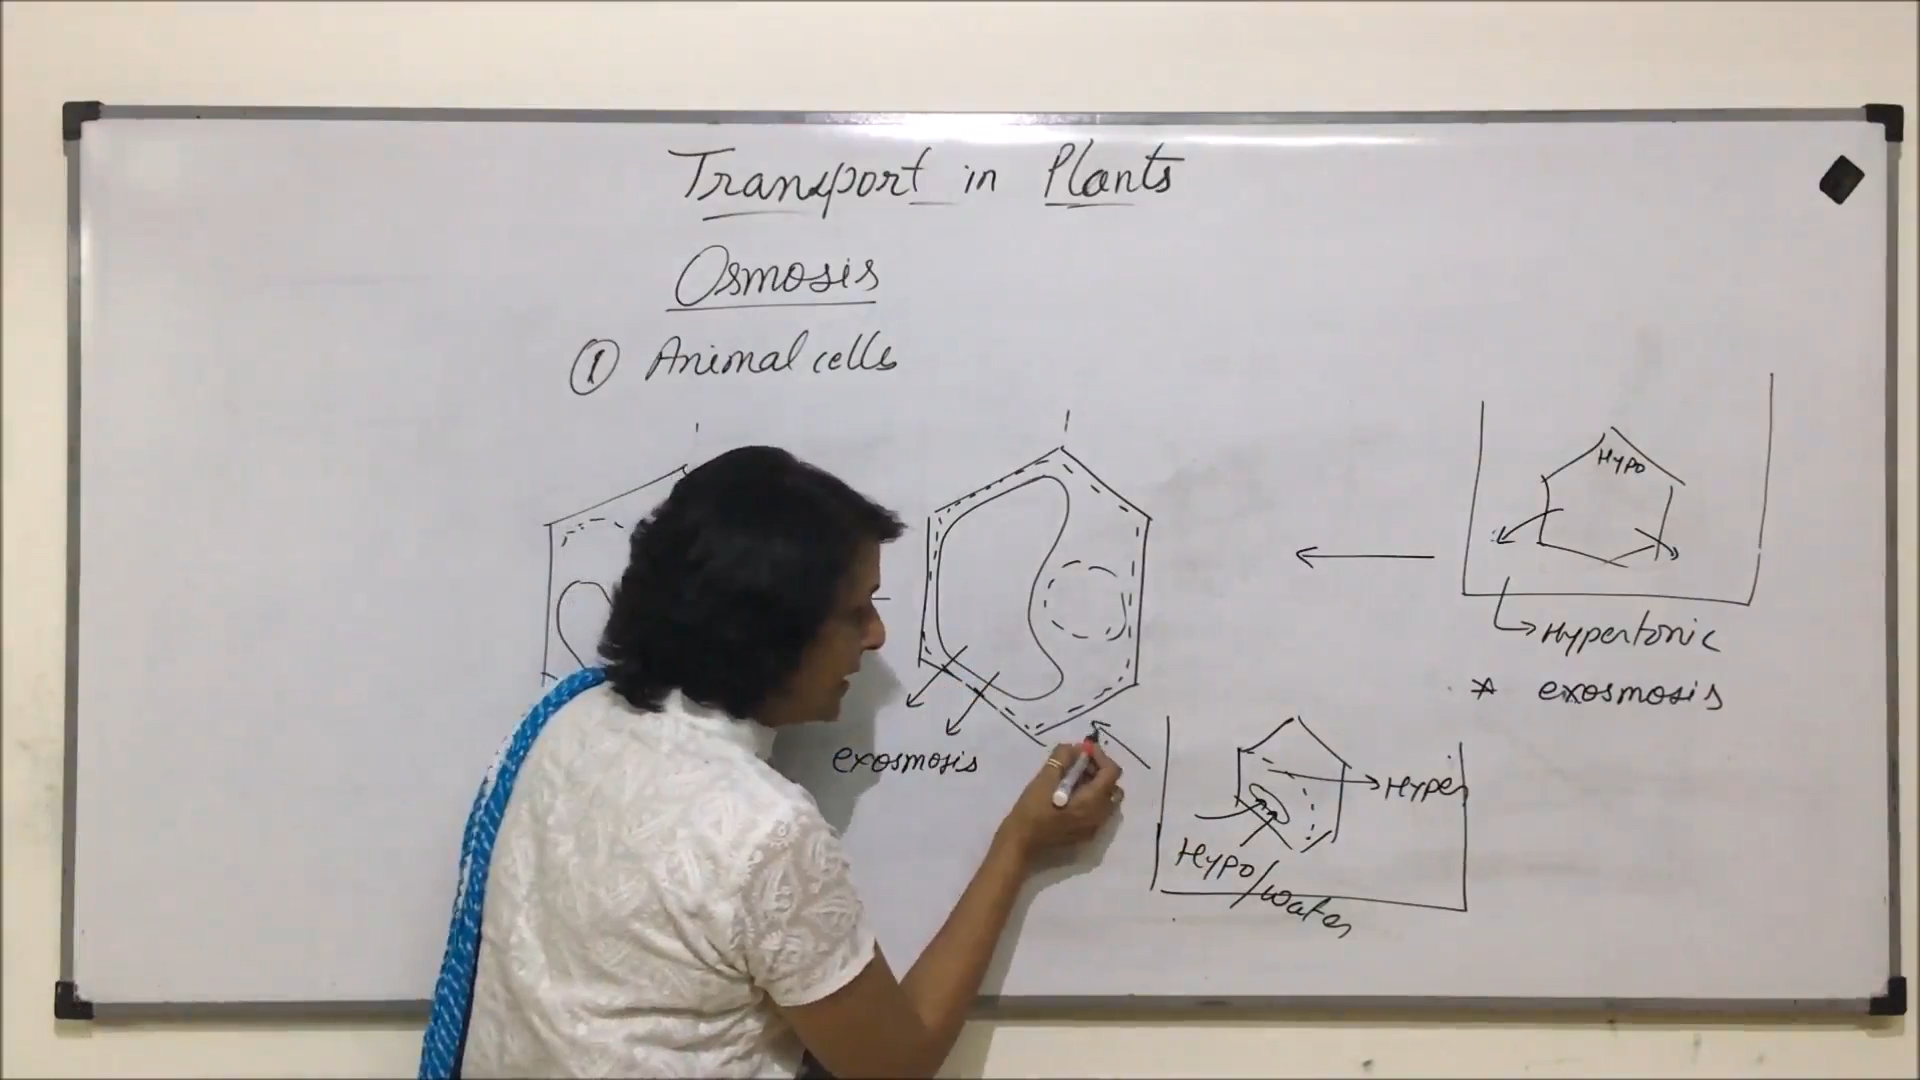 Transport in Plants
Osmosis
① Animal cells
Hypo
Hypertonic
* exosmosis
exosmosis
Hyper
Hypo/water